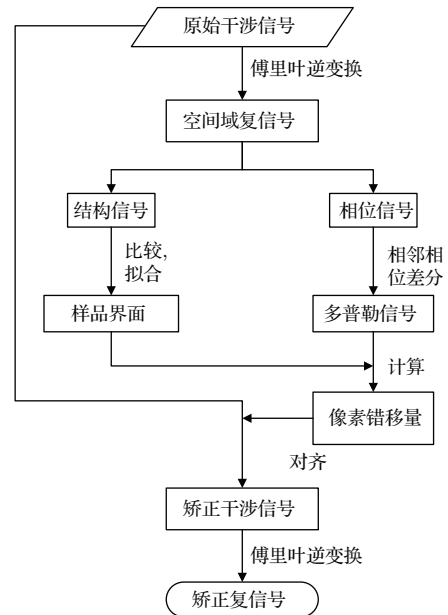 原始干涉信号
傅里叶逆变换
空间域复信号
结构信号
相位信号
比较,
拟合
相邻相
位差分
样品界面
多普勒信号
计算
像素错移量
对齐
矫正干涉信号
傅里叶逆变换
矫正复信号